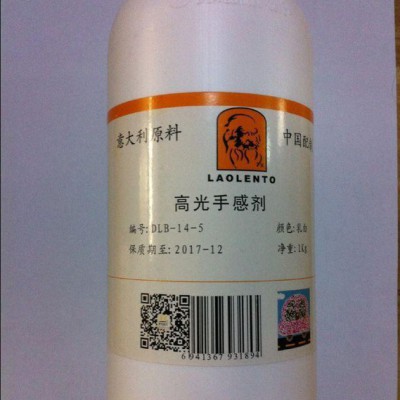 意大利原料
中国配
LAOLENTO
高光手感剂
编号:DLB-14-5
颜色:乳白
保质期至:2017-12
净重:1Kg
6941367931894